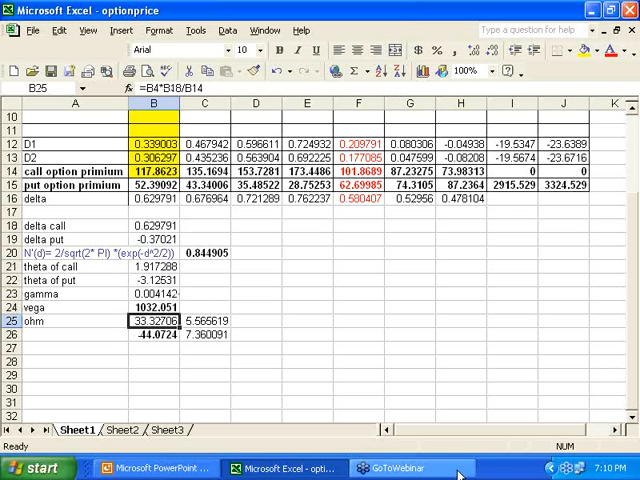 Microsoft Excel - optionprice
File Edit View Insert Format Tools Data Window Help
Type a question for help
Arial 10 B I U $ %
Σ 100%
B25 =B4*B18/B14
A B C D E F G H I J K
10
11
12 D1 0.339003 0.467942 0.596611 0.724932 0.209791 0.080306 -0.04938 -19.5347 -23.6389
13 D2 0.306297 0.435236 0.563904 0.692225 0.177085 0.047599 -0.08208 -19.5674 -23.6716
14 call option primium 117.8623 135.1694 153.7281 173.4486 101.8689 87.23275 73.98313 0 0
15 put option primium 52.39092 43.34006 35.48522 28.75253 62.69985 74.3105 87.2364 2915.529 3324.529
16 delta 0.629791 0.676964 0.721289 0.762237 0.580407 0.52956 0.478104
17
18 delta call 0.629791
19 delta put -0.37021
20 N'(d)= 2/sqrt(2* PI) *(exp(-d^2/2)) 0.844905
21 theta of call 1.917288
22 theta of put -3.12531
23 gamma 0.004142
24 vega 1032.051
25 ohm 33.32706 5.565619
26 -44.0724 7.360091
27
28
29
30
31
32
Sheet1 Sheet2 Sheet3
Ready NUM
start Microsoft PowerPoint ... Microsoft Excel - opti... GoToWebinar 7:10 PM